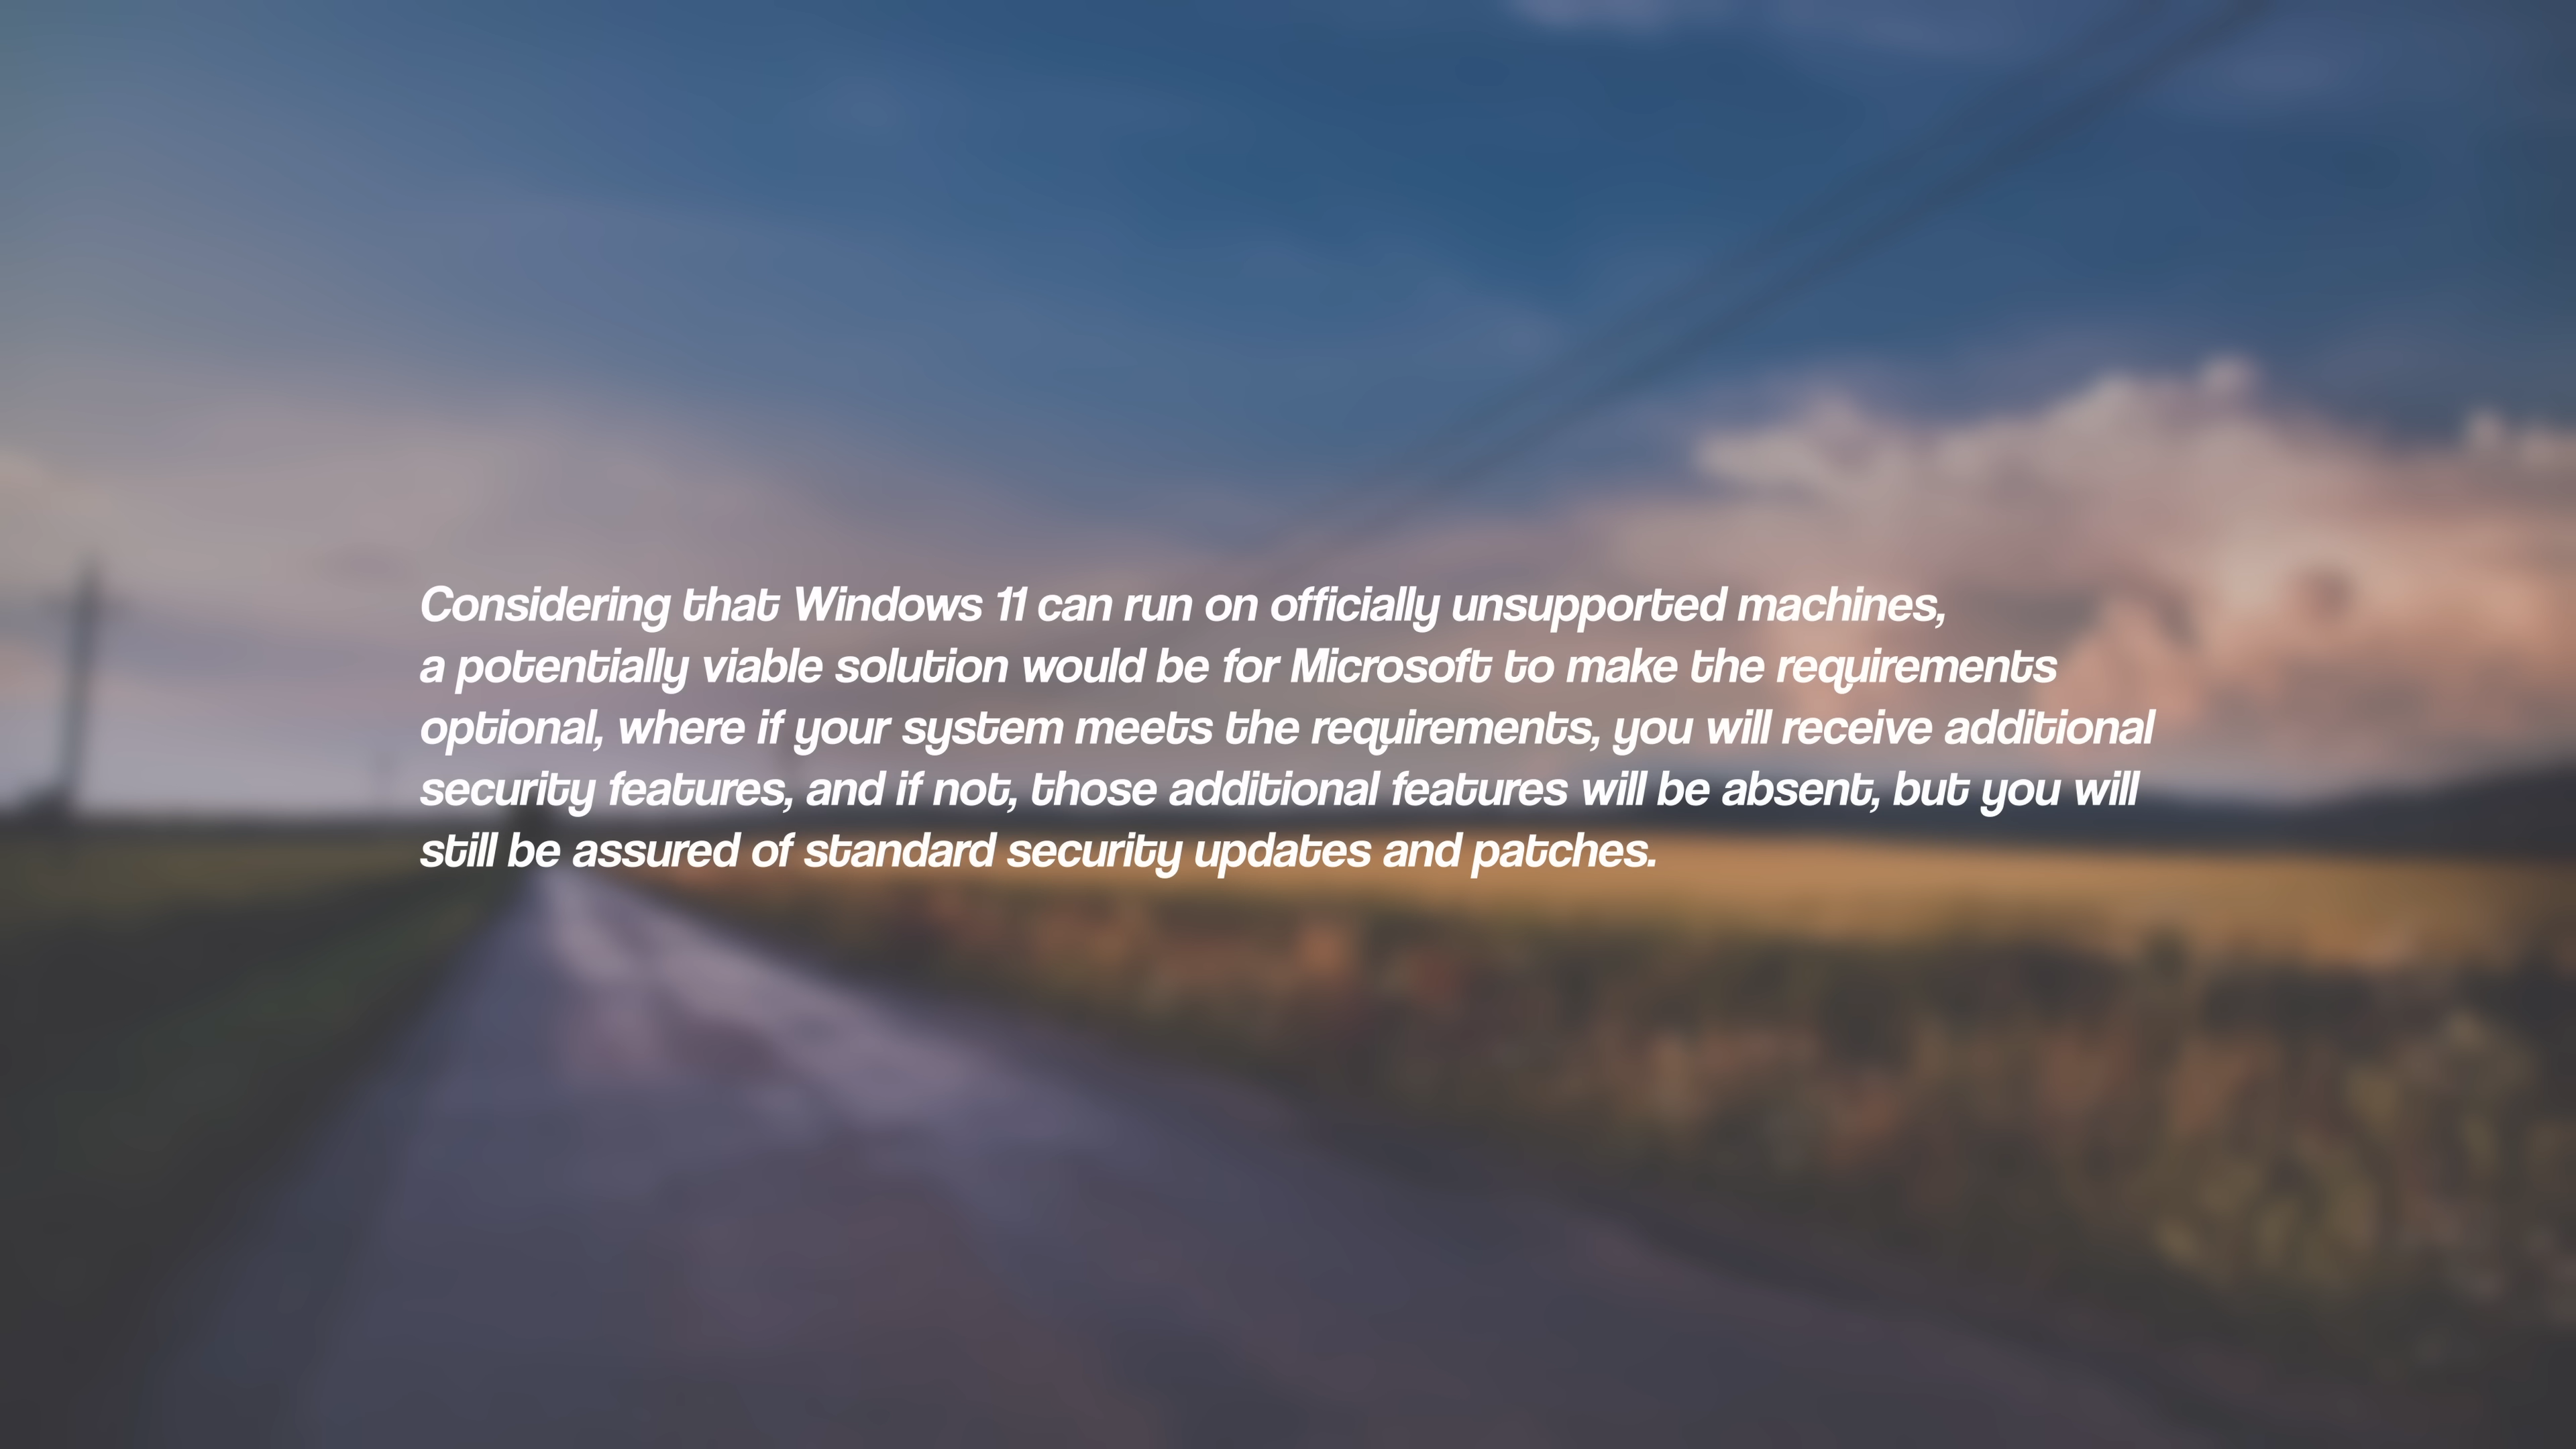 Considering that Windows 11 can run on officially unsupported machines,
a potentially viable solution would be for Microsoft to make the requirements
optional, where if your system meets the requirements, you will receive additional
security features, and if not, those additional features will be absent, but you will
still be assured of standard security updates and patches.